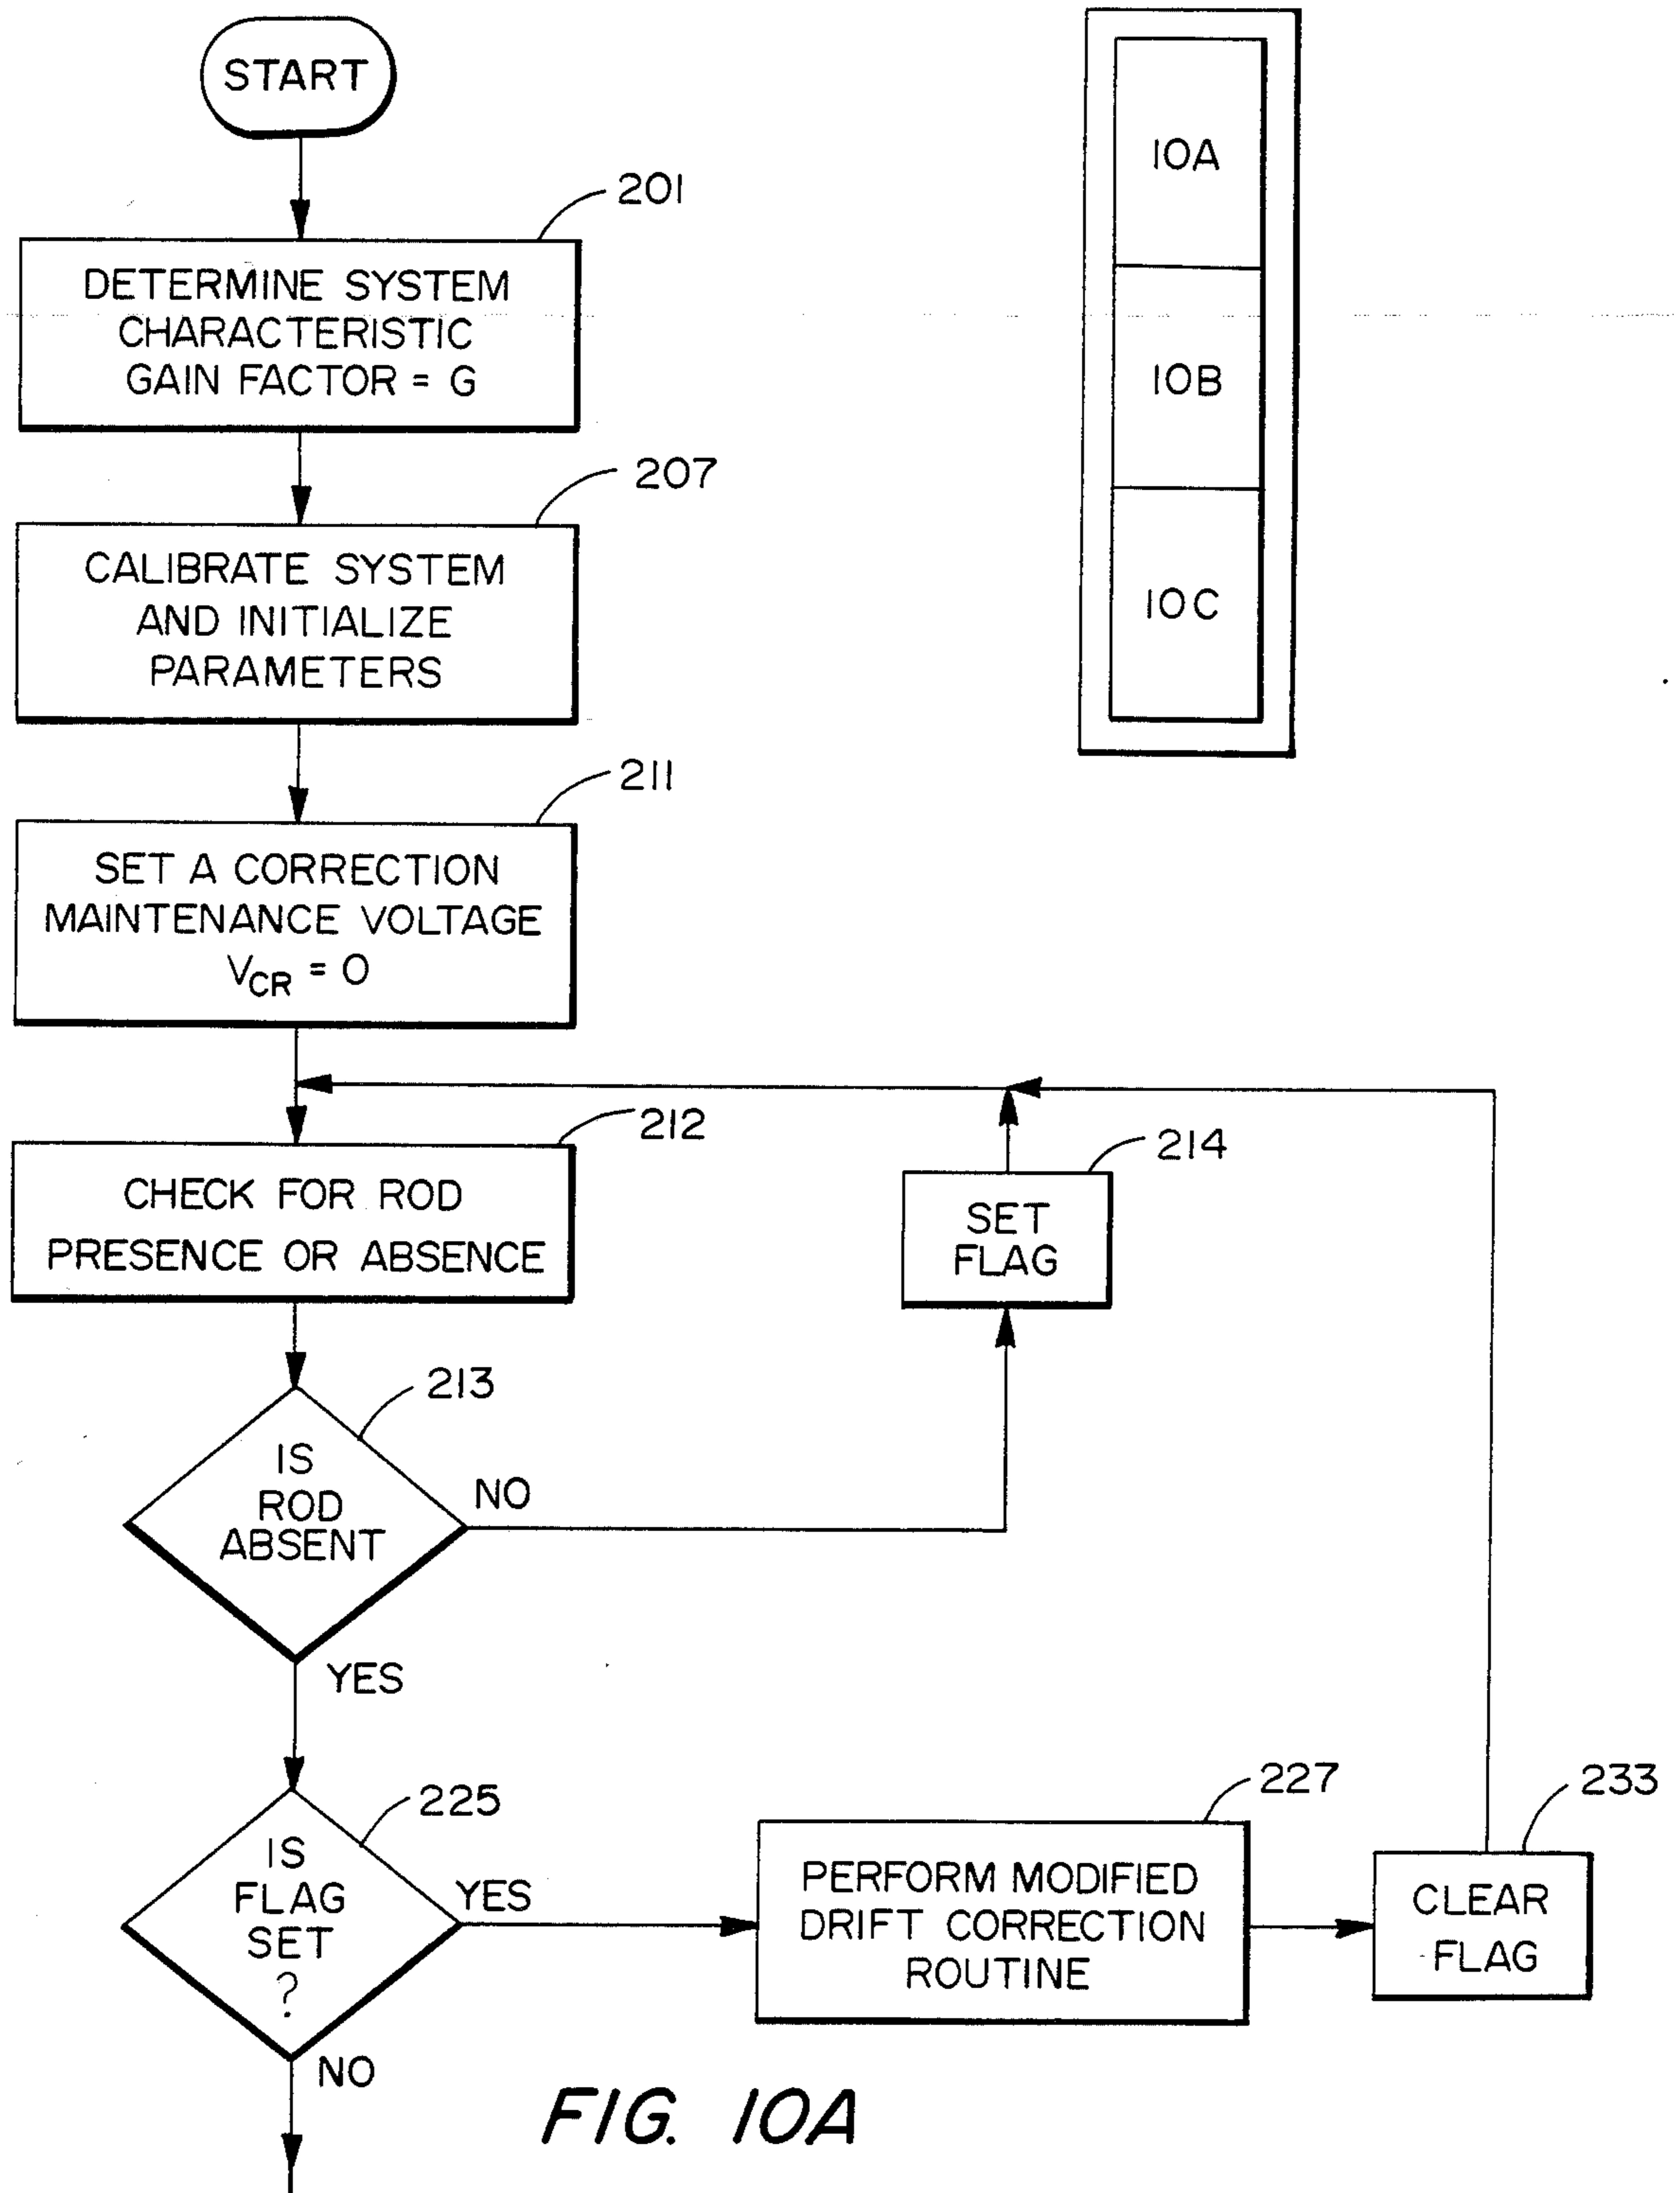 START
10A
10B
10C
201
DETERMINE SYSTEM
CHARACTERISTIC
GAIN FACTOR = G
207
CALIBRATE SYSTEM
AND INITIALIZE
PARAMETERS
211
SET A CORRECTION
MAINTENANCE VOLTAGE
VCR = 0
212
CHECK FOR ROD
PRESENCE OR ABSENCE
214
SET
FLAG
213
IS
ROD
ABSENT
NO
YES
225
IS
FLAG
SET
?
YES
NO
227
PERFORM MODIFIED
DRIFT CORRECTION
ROUTINE
233
CLEAR
FLAG
FIG. 10A